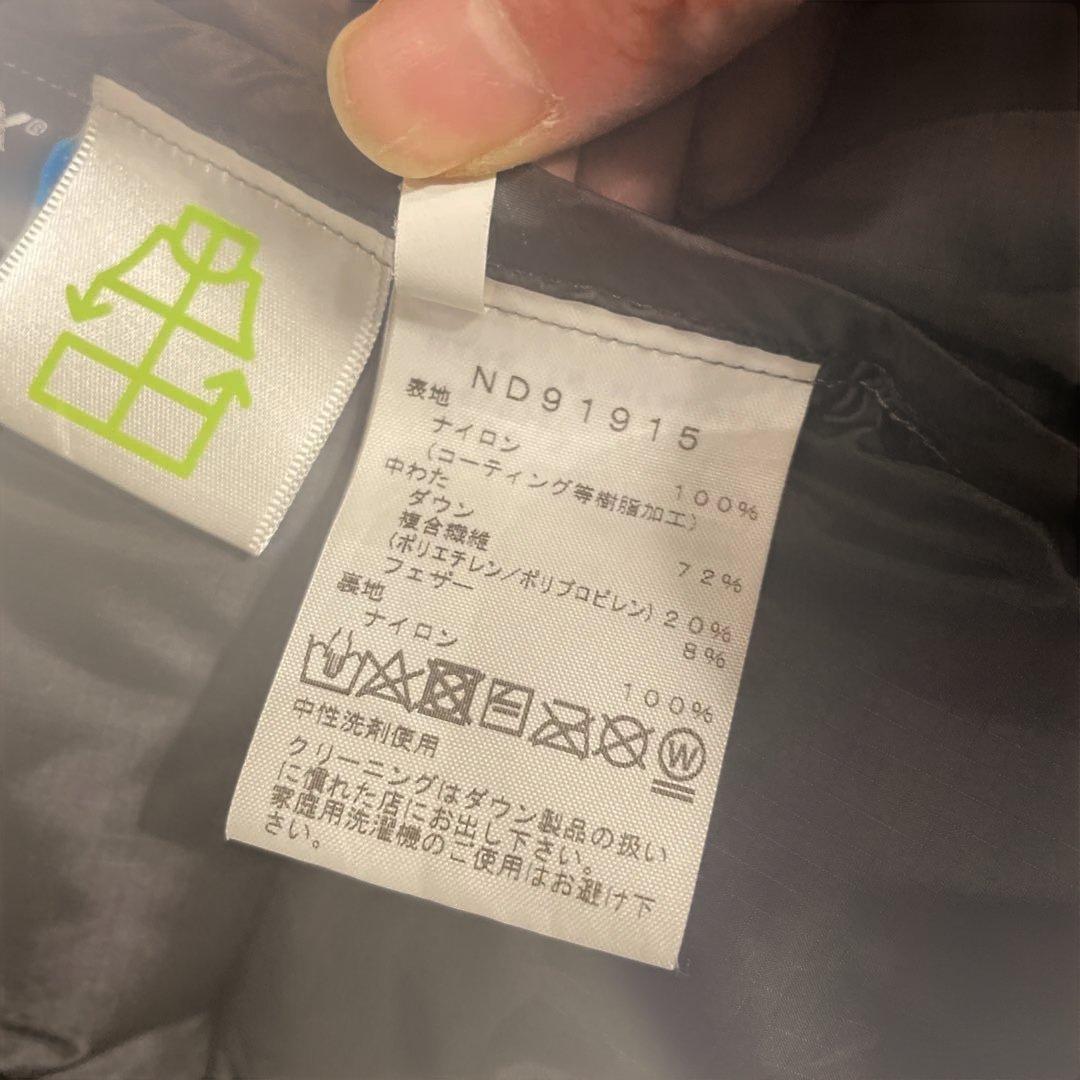 ND91915
表地
ナイロン 100%
(コーティング等樹脂加工)
中わた
ダウン 72%
複合繊維
(ポリエチレン/ポリプロピレン) 20%
フェザー 8%
裏地
ナイロン 100%
W
中性洗剤使用
クリーニングはダウン製品の扱い
に慣れた店にお出し下さい。
家庭用洗濯機のご使用はお避け下
さい。